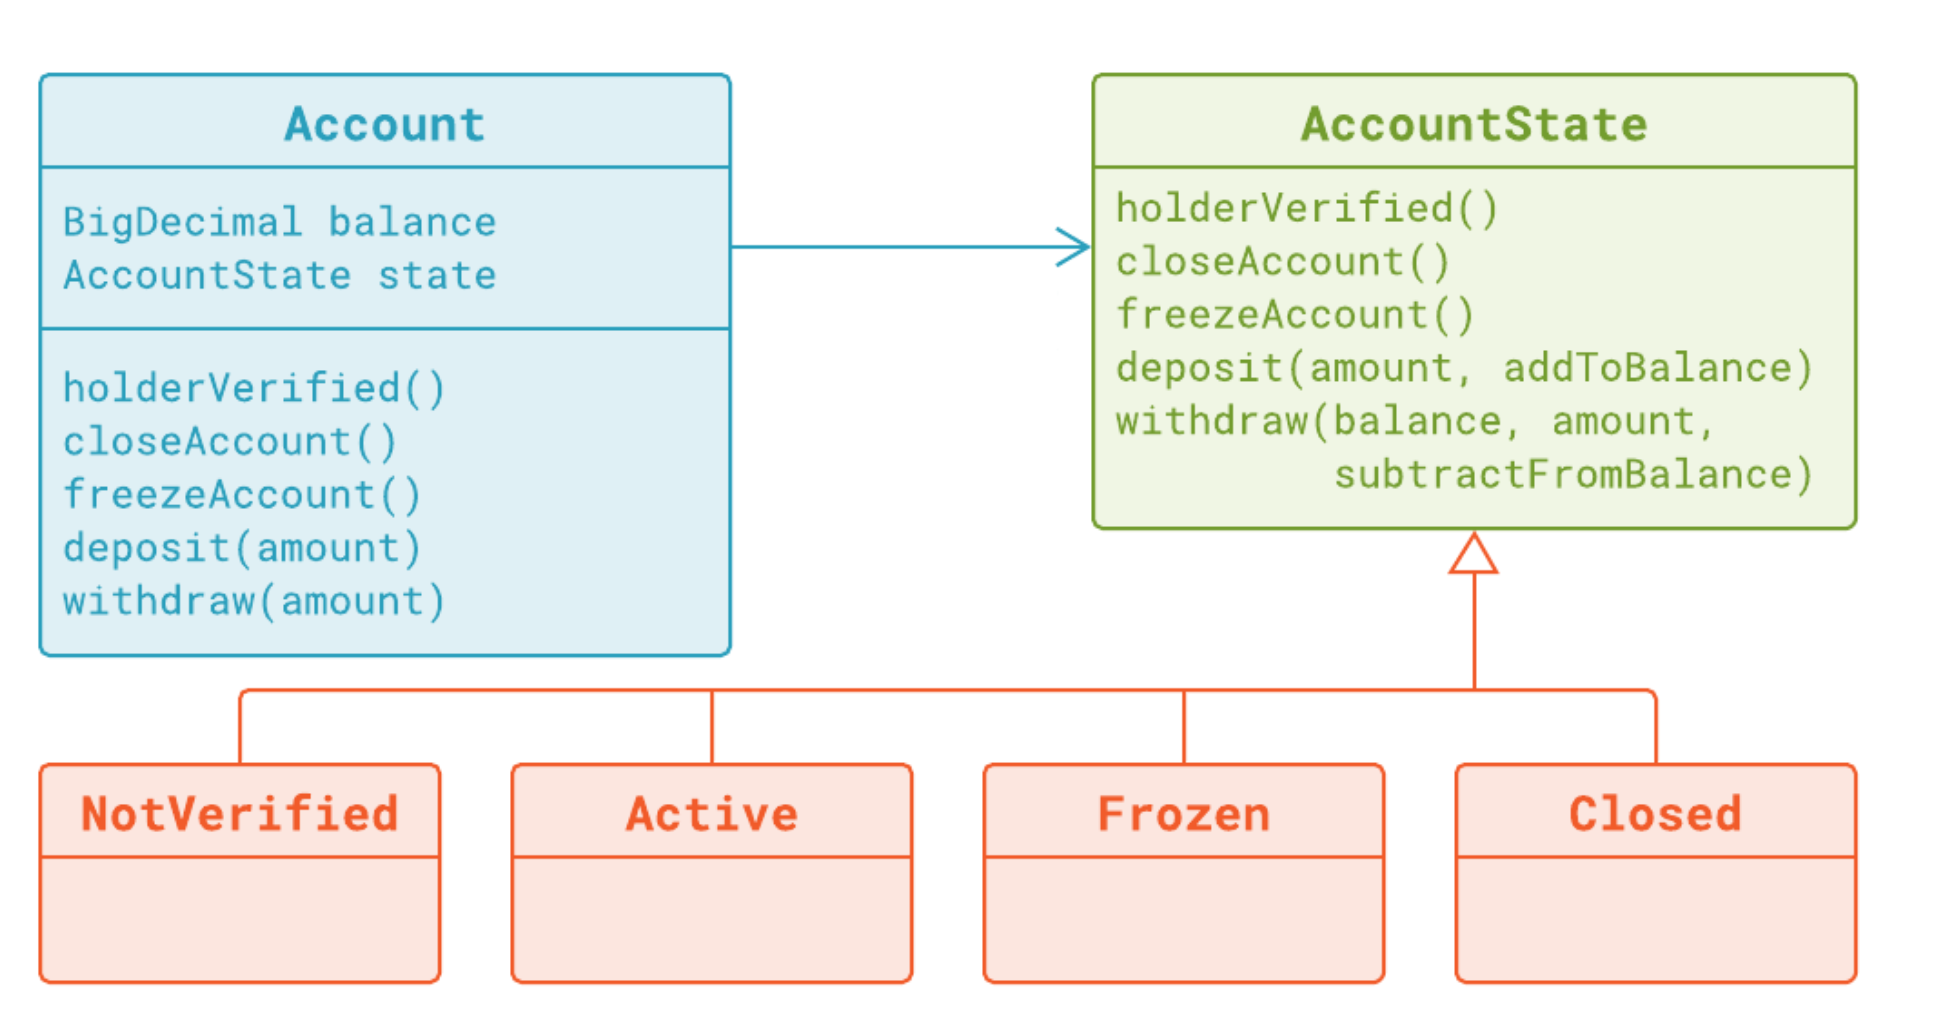 Account
BigDecimal balance
AccountState state
holderVerified()
closeAccount()
freezeAccount()
deposit(amount)
withdraw(amount)
AccountState
holderVerified()
closeAccount()
freezeAccount()
deposit(amount, addToBalance)
withdraw(balance, amount,
subtractFromBalance)
NotVerified
Active
Frozen
Closed